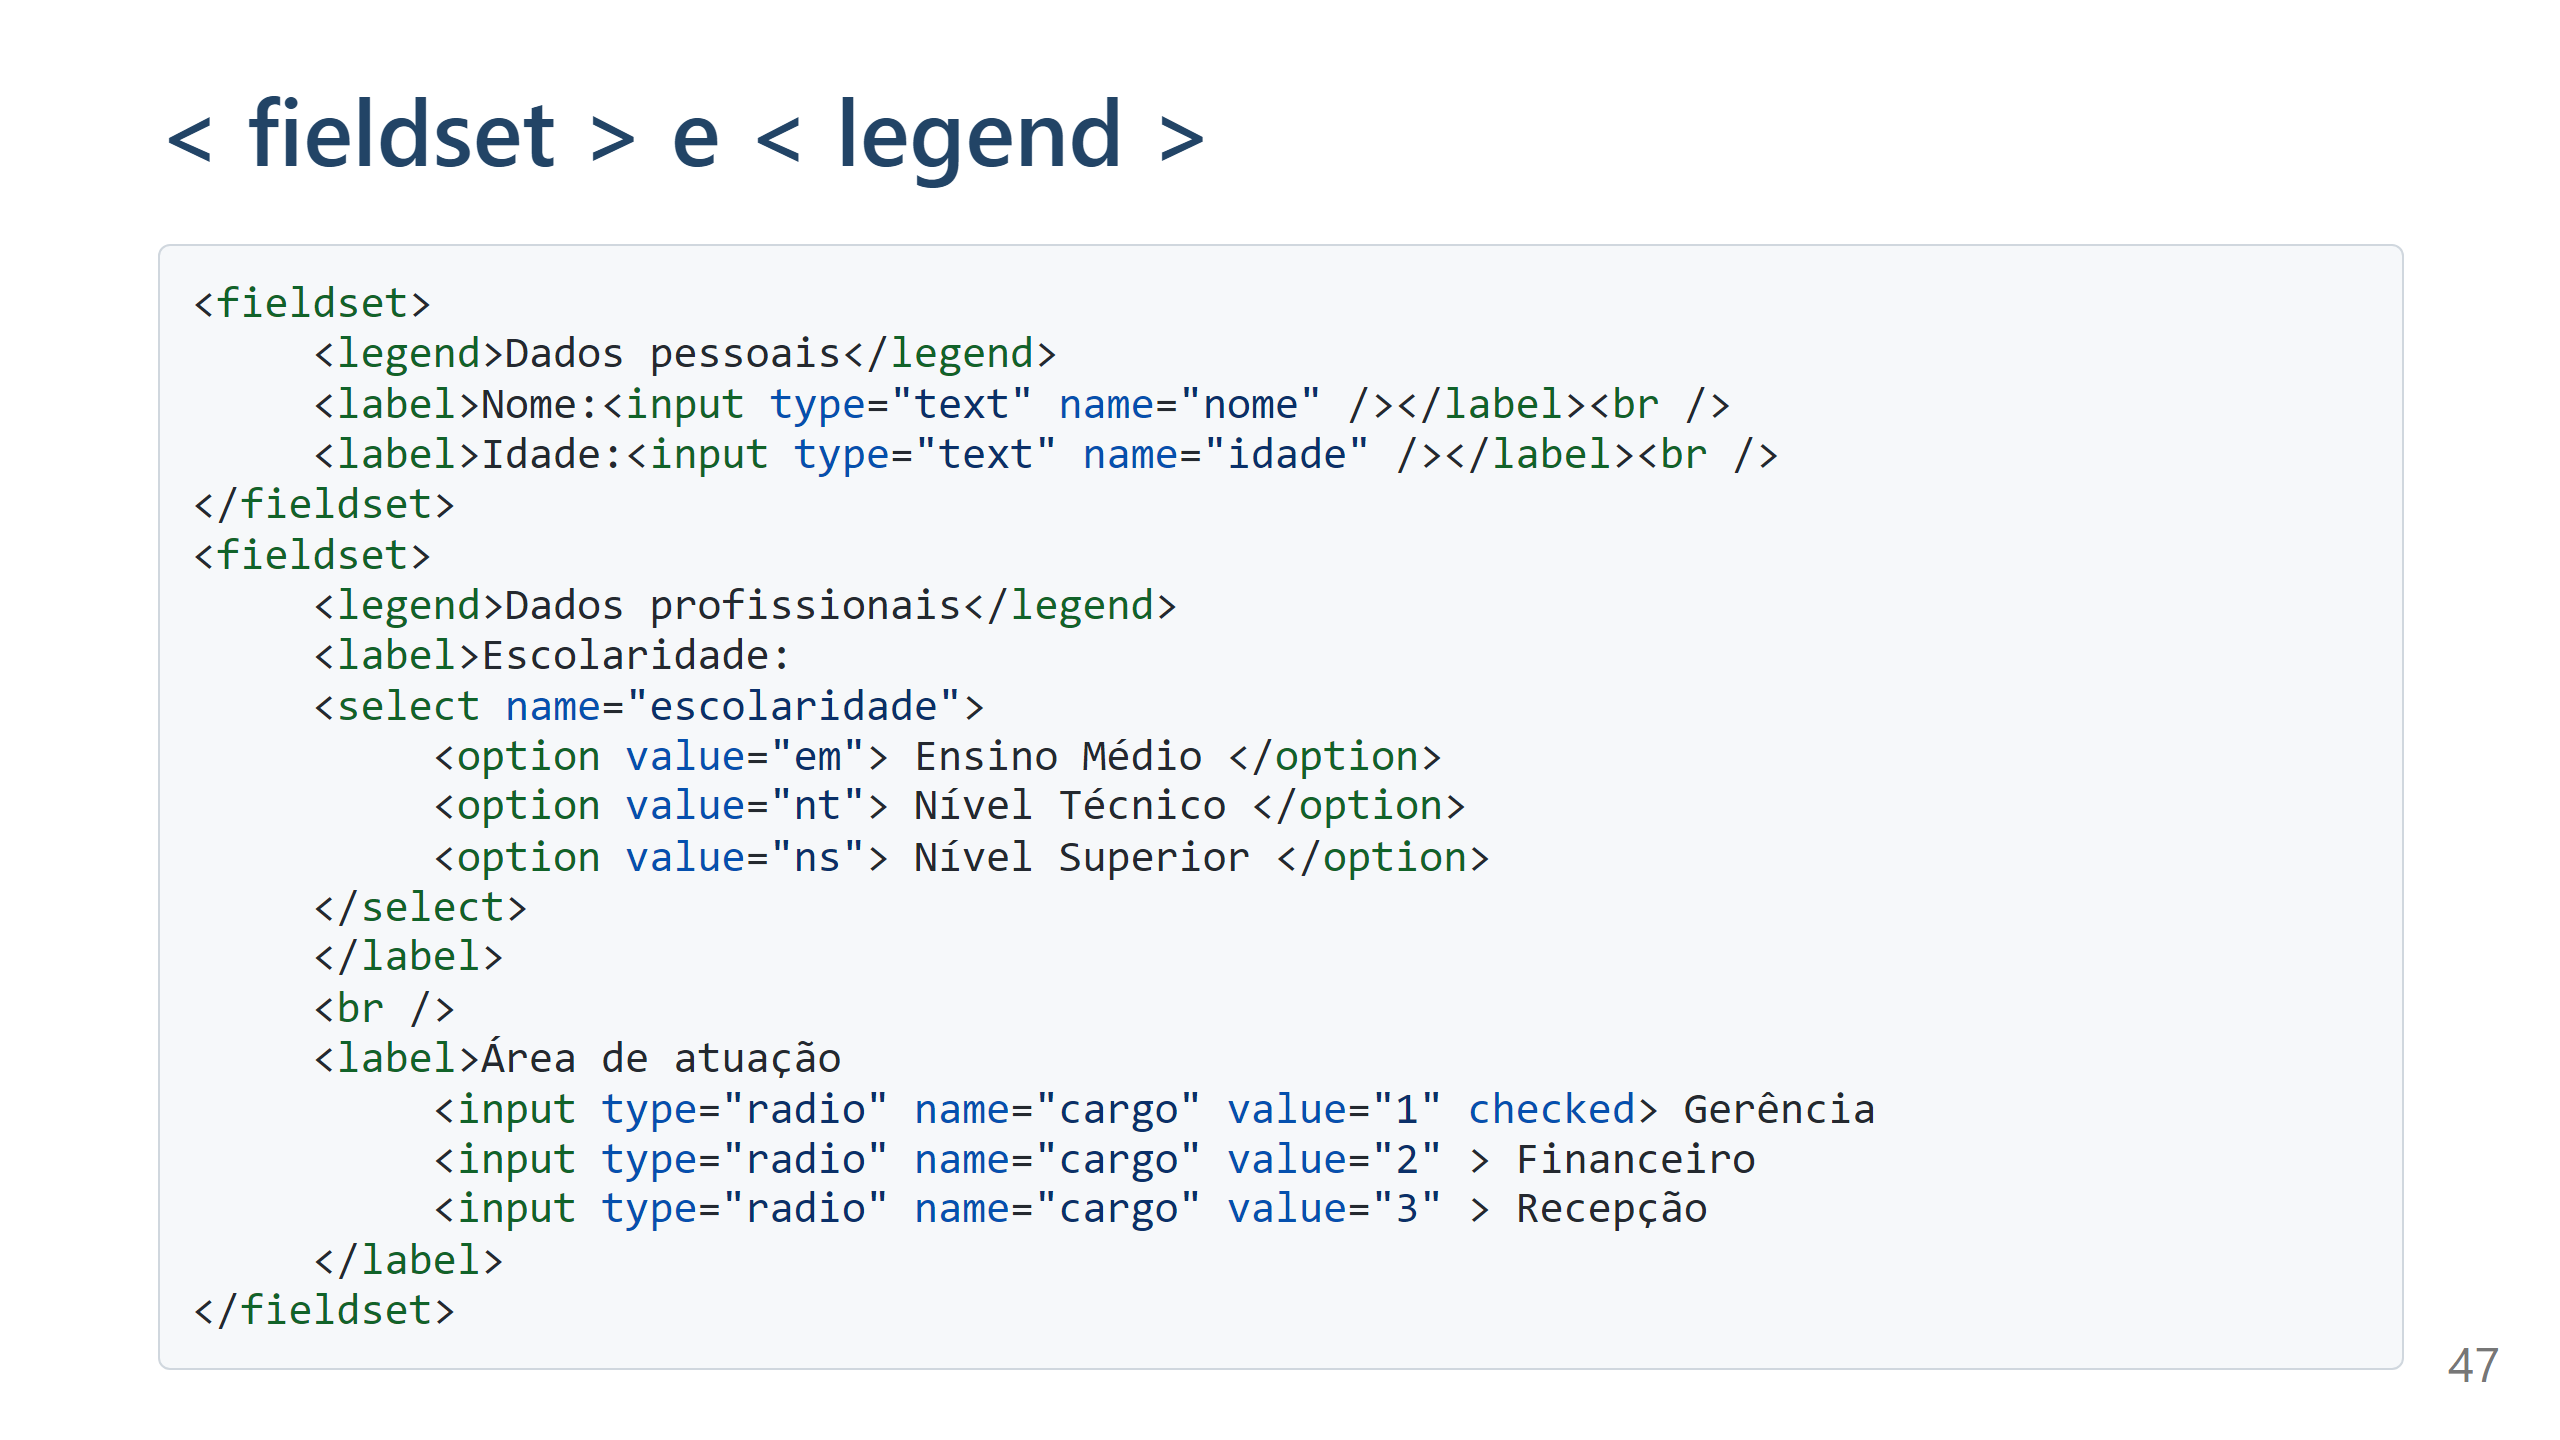 < fieldset > e < legend >
<fieldset>
     <legend>Dados pessoais</legend>
     <label>Nome:<input type="text" name="nome" /></label><br />
     <label>Idade:<input type="text" name="idade" /></label><br />
</fieldset>
<fieldset>
     <legend>Dados profissionais</legend>
     <label>Escolaridade:
     <select name="escolaridade">
          <option value="em"> Ensino Médio </option>
          <option value="nt"> Nível Técnico </option>
          <option value="ns"> Nível Superior </option>
     </select>
     </label>
     <br />
     <label>Área de atuação
          <input type="radio" name="cargo" value="1" checked> Gerência
          <input type="radio" name="cargo" value="2" > Financeiro
          <input type="radio" name="cargo" value="3" > Recepção
     </label>
</fieldset>
47